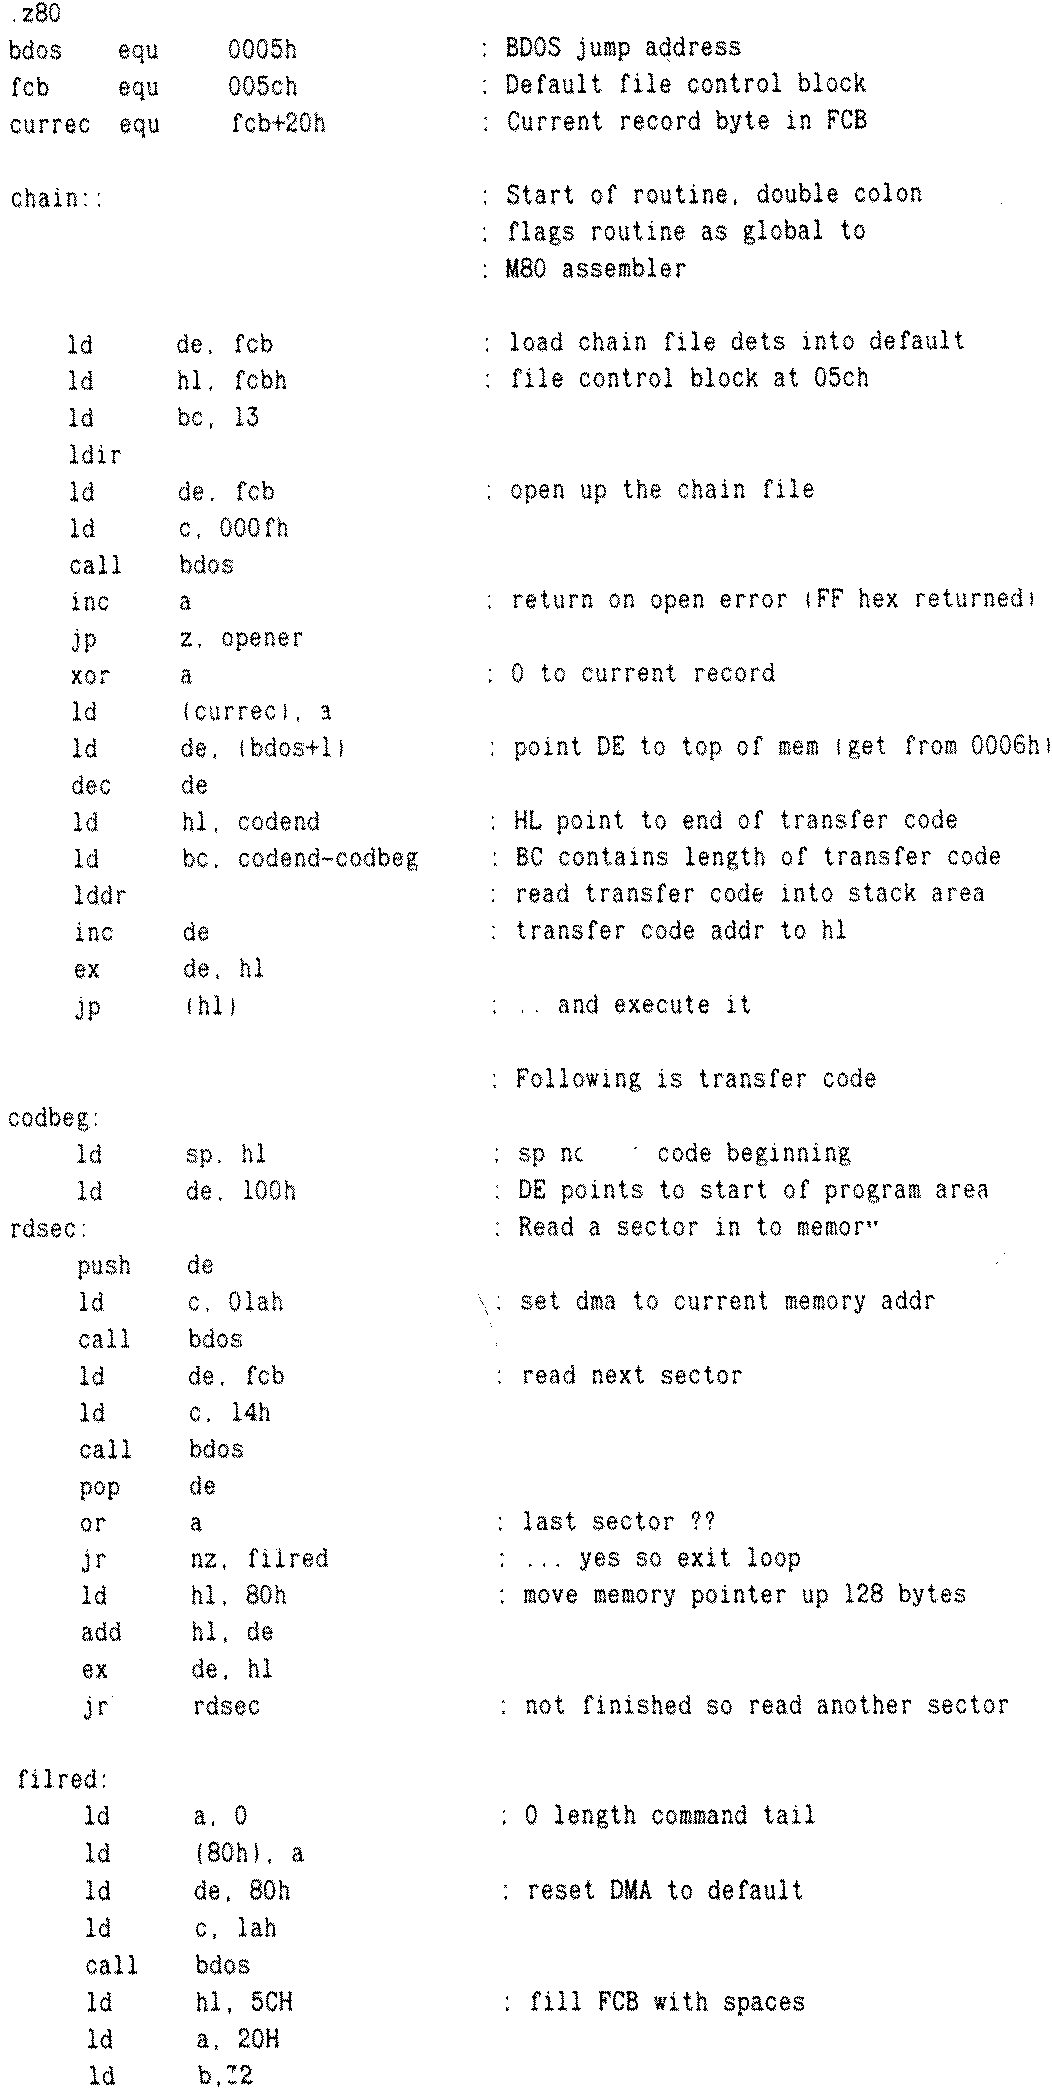 .z80
bdos equ 0005h ; BDOS jump address
fcb equ 005ch ; Default file control block
currec equ fcb+20h ; Current record byte in FCB
chain:: ; Start of routine, double colon
; flags routine as global to
; M80 assembler
ld de, fcb ; load chain file dets into default
ld hl, fcbh ; file control block at 05ch
ld bc, 13
ldir
ld de, fcb ; open up the chain file
ld c, 000fh
call bdos
inc a ; return on open error (FF hex returned)
jp z, opener
xor a ; 0 to current record
ld (currec), a
ld de, (bdos+1) ; point DE to top of mem (get from 0006h)
dec de
ld hl, codend ; HL point to end of transfer code
ld bc, codend-codbeg ; BC contains length of transfer code
lddr ; read transfer code into stack area
inc de ; transfer code addr to hl
ex de, hl
jp (hl) ; .. and execute it
; Following is transfer code
codbeg:
ld sp, hl ; sp code beginning
ld de, 100h ; DE points to start of program area
rdsec: ; Read a sector in to memory
push de
ld c, 01ah ; set dma to current memory addr
call bdos
ld de, fcb ; read next sector
ld c, 14h
call bdos
pop de
or a ; last sector ??
jr nz, filred ; ... yes so exit loop
ld hl, 80h ; move memory pointer up 128 bytes
add hl, de
ex de, hl
jr rdsec ; not finished so read another sector
filred:
ld a, 0 ; 0 length command tail
ld (80h), a
ld de, 80h ; reset DMA to default
ld c, 1ah
call bdos
ld hl, 5CH ; fill FCB with spaces
ld a, 20H
ld